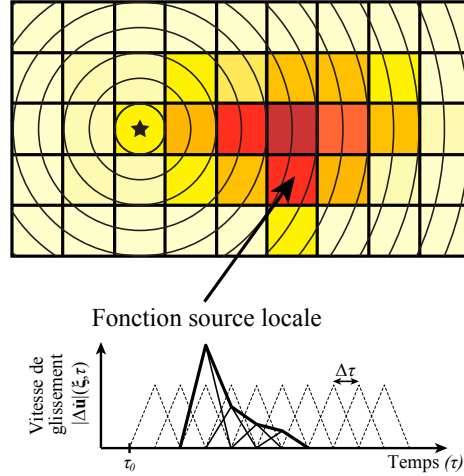 Fonction source locale
Vitesse de
glissement
|Δu̇|(ξ,τ)
Δτ
τ₀
Temps (τ)